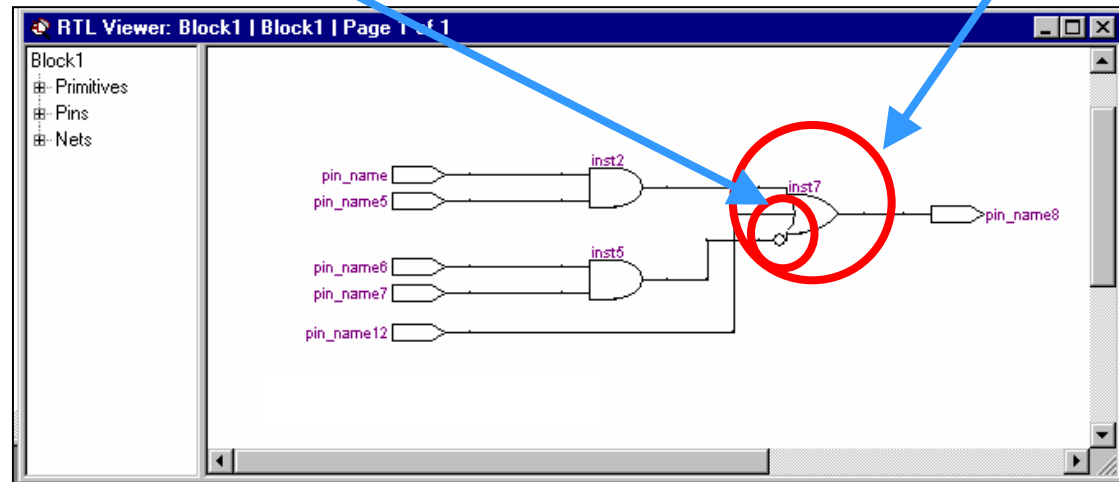 RTL Viewer: Block1 | Block1 | Page 1 of 1
Block1
Primitives
Pins
Nets
inst2
pin_name
pin_name5
inst7
pin_name8
inst5
pin_name6
pin_name7
pin_name12